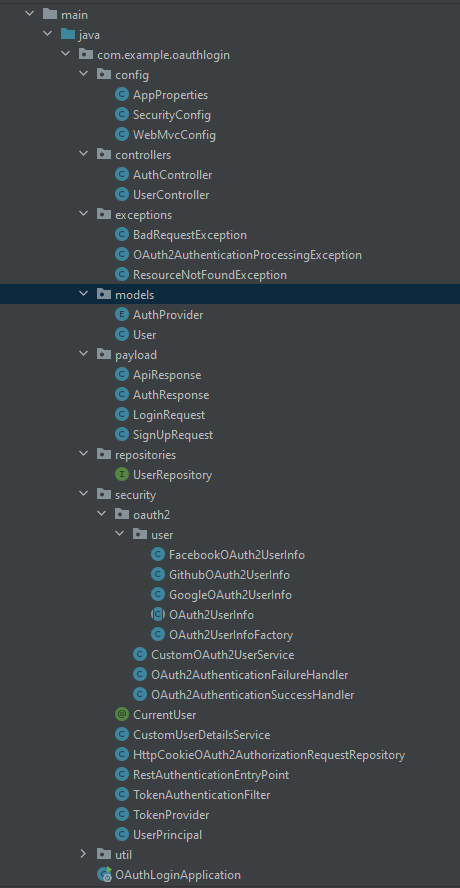 main
java
com.example.oauthlogin
config
AppProperties
SecurityConfig
WebMvcConfig
controllers
AuthController
UserController
exceptions
BadRequestException
OAuth2AuthenticationProcessingException
ResourceNotFoundException
models
AuthProvider
User
payload
ApiResponse
AuthResponse
LoginRequest
SignUpRequest
repositories
UserRepository
security
oauth2
user
FacebookOAuth2UserInfo
GithubOAuth2UserInfo
GoogleOAuth2UserInfo
OAuth2UserInfo
OAuth2UserInfoFactory
CustomOAuth2UserService
OAuth2AuthenticationFailureHandler
OAuth2AuthenticationSuccessHandler
CurrentUser
CustomUserDetailsService
HttpCookieOAuth2AuthorizationRequestRepository
RestAuthenticationEntryPoint
TokenAuthenticationFilter
TokenProvider
UserPrincipal
util
OAuthLoginApplication